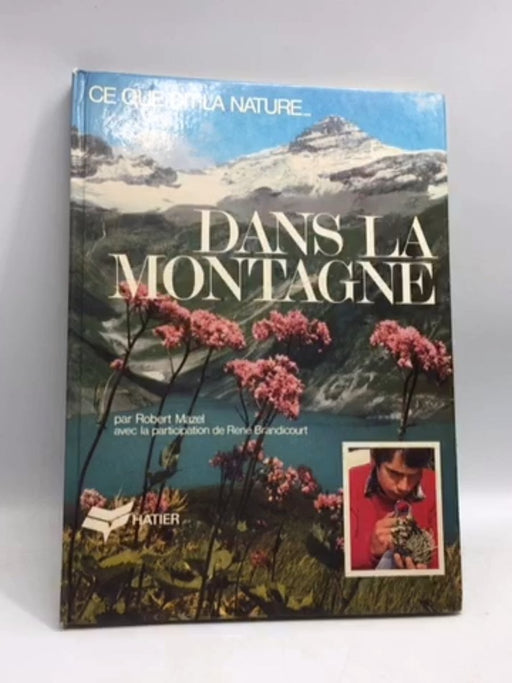 CE QUE DIT LA NATURE...
DANS LA
MONTAGNE
par Robert Mazel
avec la participation de René Brandicourt
HATIER